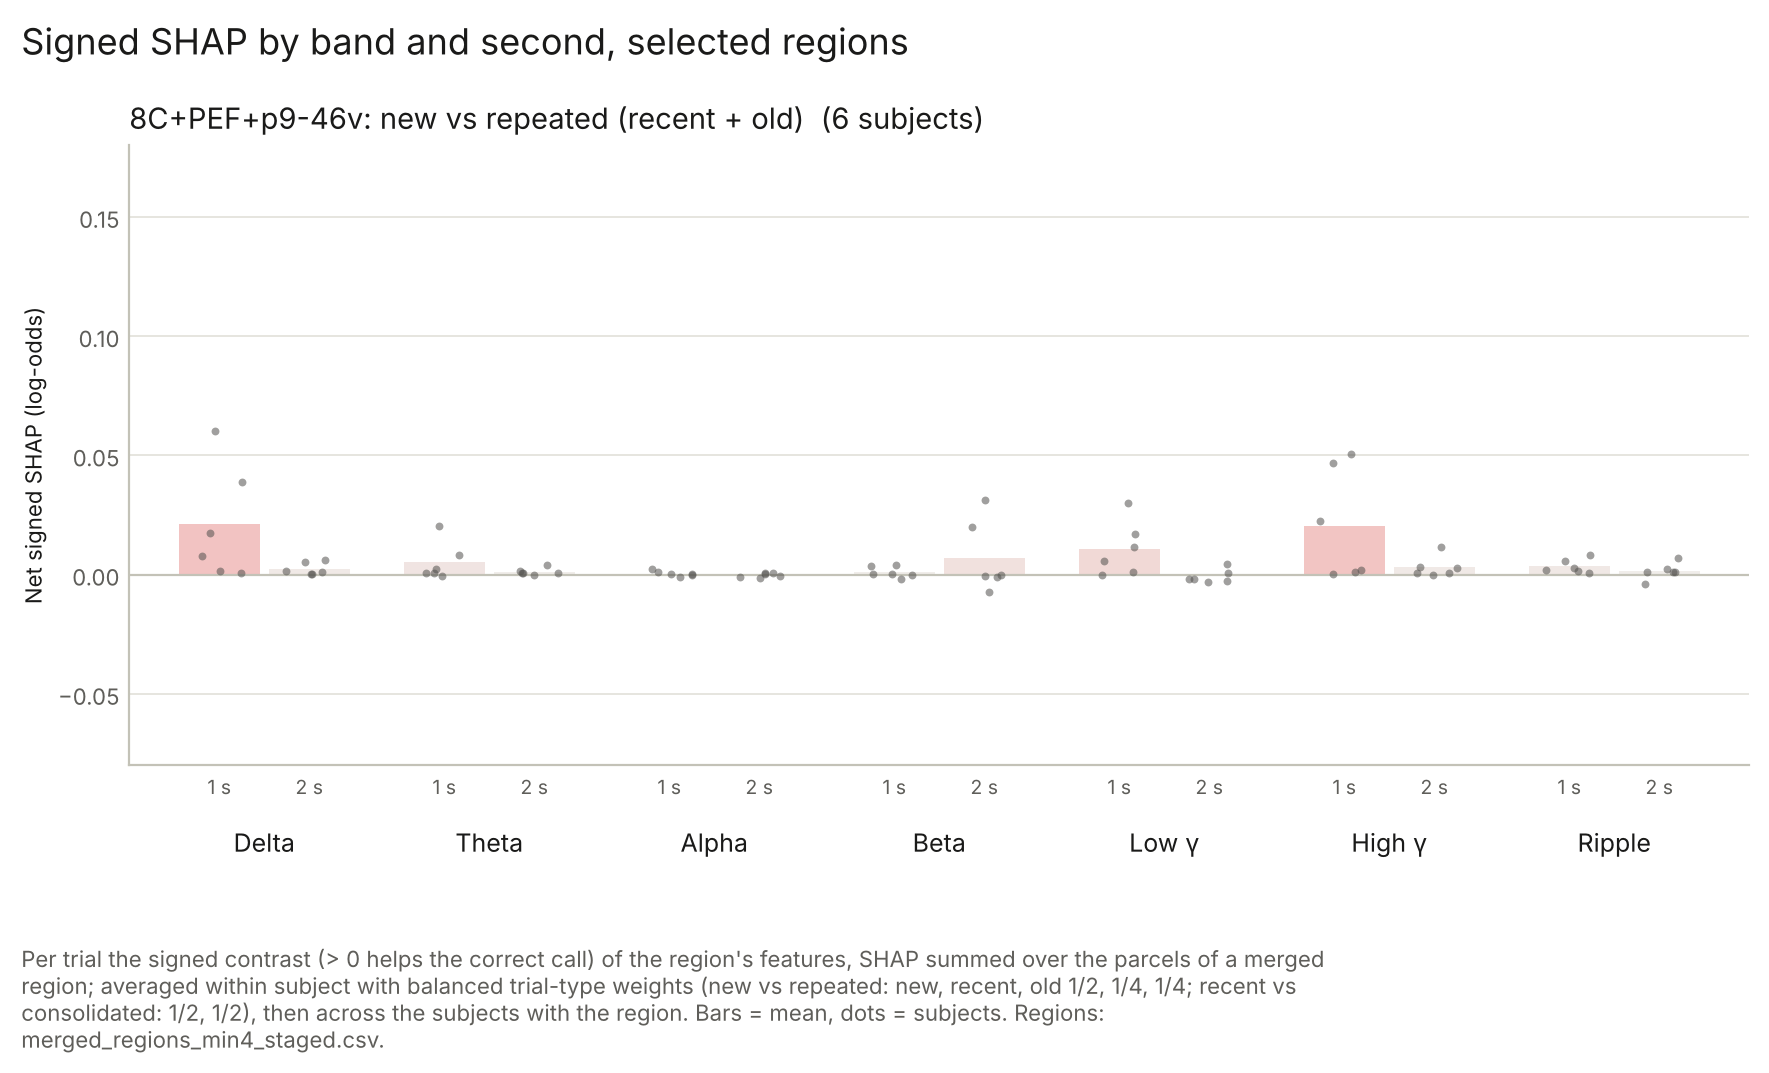 Signed SHAP by band and second, selected regions
8C+PEF+p9-46v: new vs repeated (recent + old)  (6 subjects)
Net signed SHAP (log-odds)
0.15
0.10
0.05
0.00
−0.05
1 s 2 s 1 s 2 s 1 s 2 s 1 s 2 s 1 s 2 s 1 s 2 s 1 s 2 s
Delta Theta Alpha Beta Low γ High γ Ripple
Per trial the signed contrast (> 0 helps the correct call) of the region's features, SHAP summed over the parcels of a merged
region; averaged within subject with balanced trial-type weights (new vs repeated: new, recent, old 1/2, 1/4, 1/4; recent vs
consolidated: 1/2, 1/2), then across the subjects with the region. Bars = mean, dots = subjects. Regions:
merged_regions_min4_staged.csv.